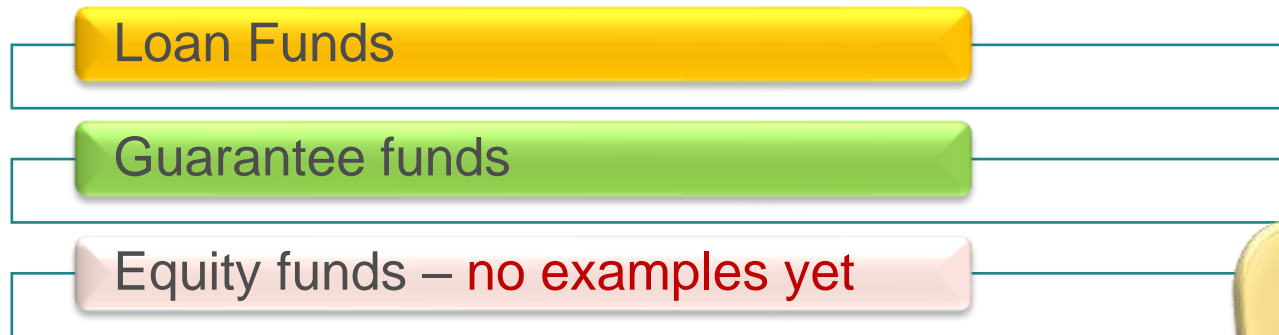 Loan Funds
Guarantee funds
Equity funds – no examples yet